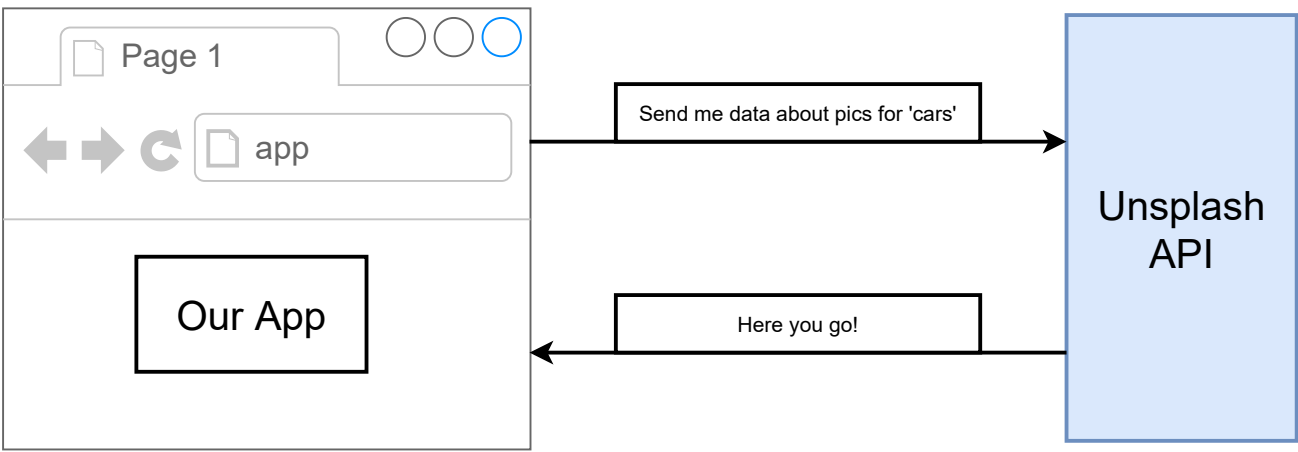 Page 1
app
Our App
Send me data about pics for 'cars'
Here you go!
Unsplash
API